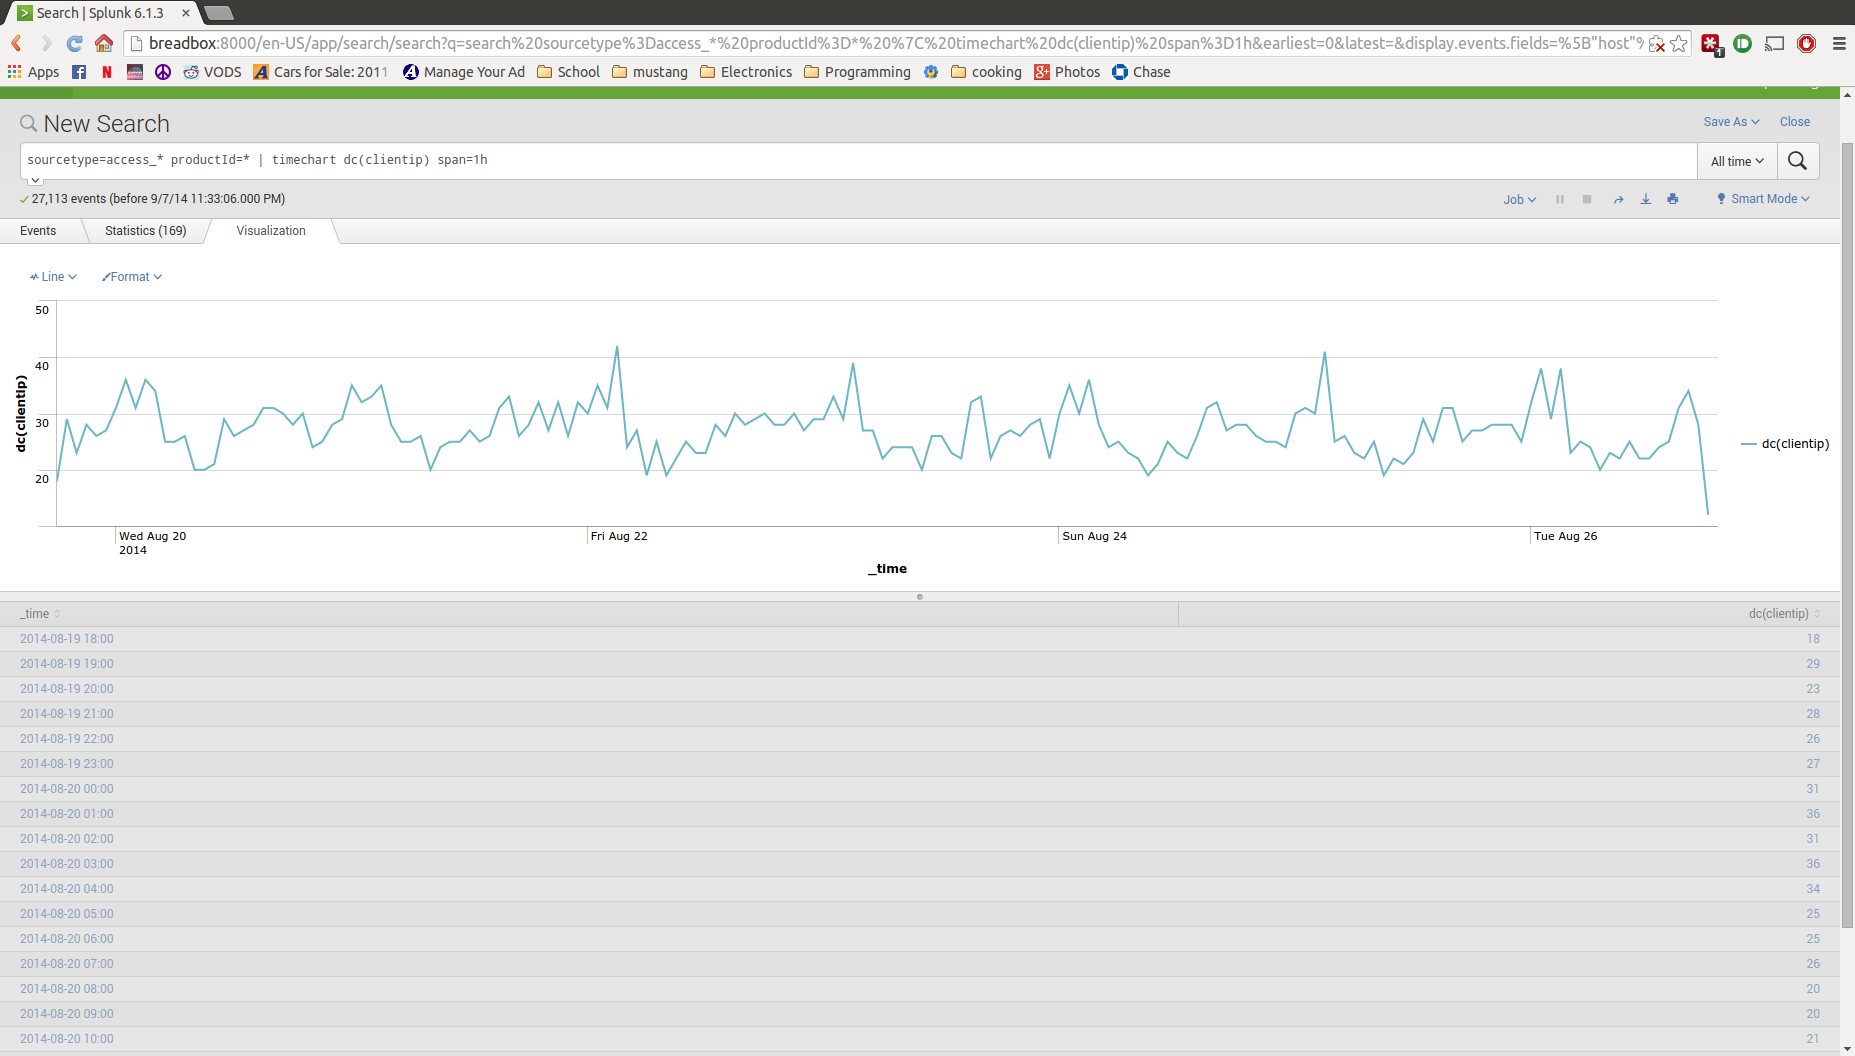 Search | Splunk 6.1.3
breadbox:8000/en-US/app/search/search?q=search%20sourcetype%3Daccess_*%20productId%3D*%20%7C%20timechart%20dc(clientip)%20span%3D1h&earliest=0&latest=&display.events.fields=%5B"host"%
Apps VODS Cars for Sale: 2011 Manage Your Ad School mustang Electronics Programming cooking Photos Chase
New Search
Save As Close
sourcetype=access_* productId=* | timechart dc(clientip) span=1h
All time
27,113 events (before 9/7/14 11:33:06.000 PM)
Job Smart Mode
Events Statistics (169) Visualization
Line Format
50
40
30
20
dc(clientip)
dc(clientip)
Wed Aug 20 Fri Aug 22 Sun Aug 24 Tue Aug 26
2014
_time
_time dc(clientip)
2014-08-19 18:00 18
2014-08-19 19:00 29
2014-08-19 20:00 23
2014-08-19 21:00 28
2014-08-19 22:00 26
2014-08-19 23:00 27
2014-08-20 00:00 31
2014-08-20 01:00 36
2014-08-20 02:00 31
2014-08-20 03:00 36
2014-08-20 04:00 34
2014-08-20 05:00 25
2014-08-20 06:00 25
2014-08-20 07:00 26
2014-08-20 08:00 20
2014-08-20 09:00 20
2014-08-20 10:00 21